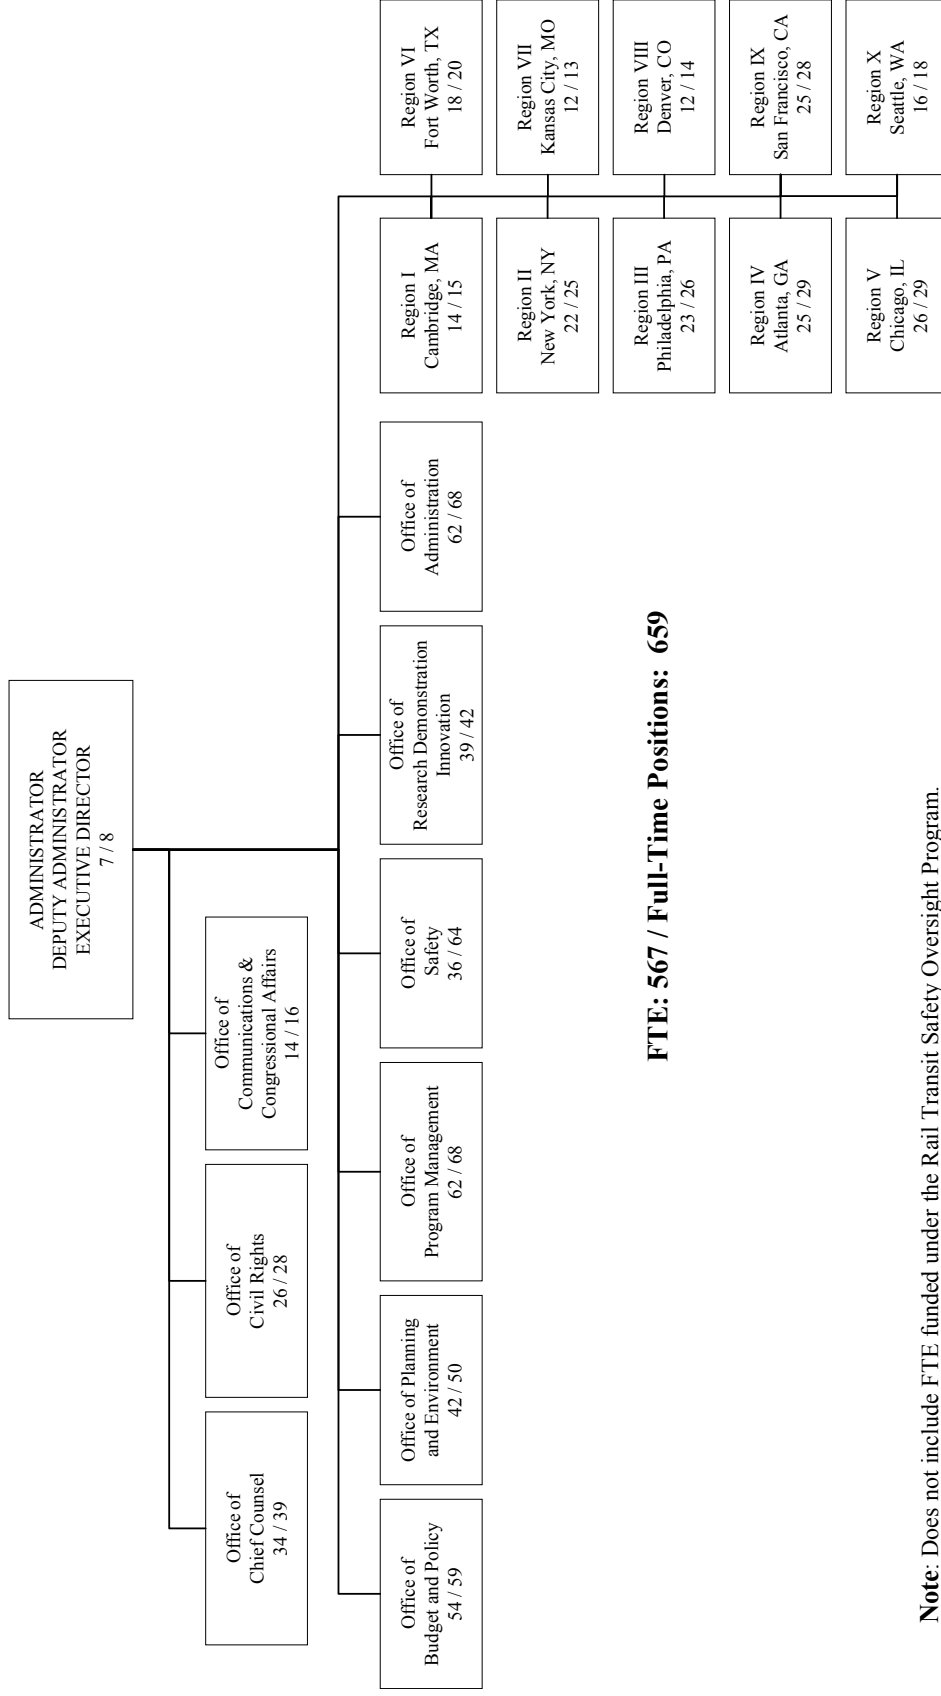 ADMINISTRATOR
DEPUTY ADMINISTRATOR
EXECUTIVE DIRECTOR
7 / 8
Office of
Chief Counsel
34 / 39
Office of
Civil Rights
26 / 28
Office of
Communications &
Congressional Affairs
14 / 16
Office of
Budget and Policy
54 / 59
Office of Planning
and Environment
42 / 50
Office of
Program Management
62 / 68
Office of
Safety
36 / 64
Office of
Research Demonstration
Innovation
39 / 42
Office of
Administration
62 / 68
Region I
Cambridge, MA
14 / 15
Region VI
Fort Worth, TX
18 / 20
Region II
New York, NY
22 / 25
Region VII
Kansas City, MO
12 / 13
Region III
Philadelphia, PA
23 / 26
Region VIII
Denver, CO
12 / 14
Region IV
Atlanta, GA
25 / 29
Region IX
San Francisco, CA
25 / 28
Region V
Chicago, IL
26 / 29
Region X
Seattle, WA
16 / 18
FTE: 567 / Full-Time Positions: 659
Note: Does not include FTE funded under the Rail Transit Safety Oversight Program.